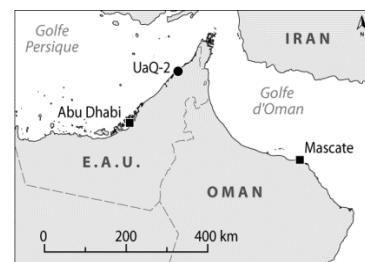 Golfe
Persique
IRAN
N
UaQ-2
Golfe
d'Oman
Abu Dhabi
Mascate
E.A.U.
OMAN
0 200 400 km